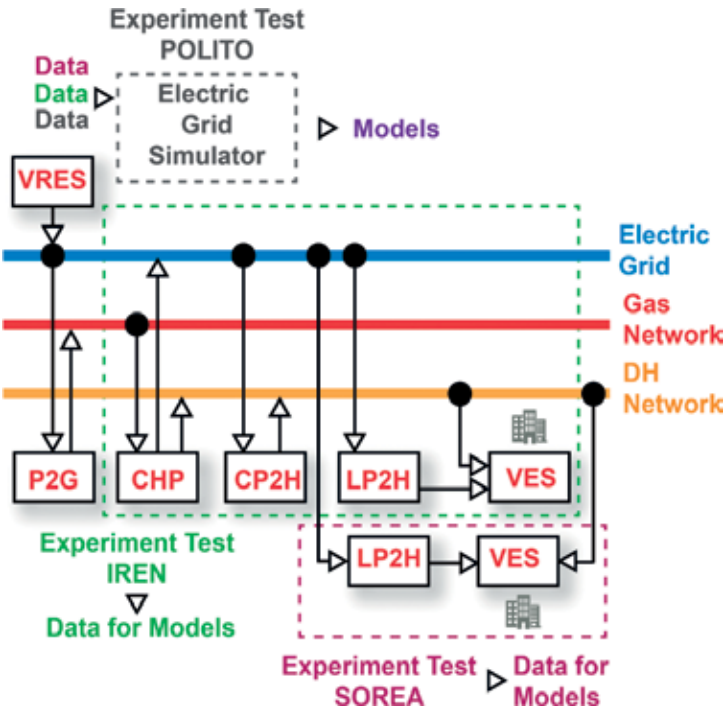 Experiment Test
POLITO
Data
Data
Data
Electric
Grid
Simulator
Models
VRES
Electric
Grid
Gas
Network
DH
Network
P2G
CHP
CP2H
LP2H
VES
Experiment Test
IREN
Data for Models
LP2H
VES
Experiment Test
SOREA
Data for
Models